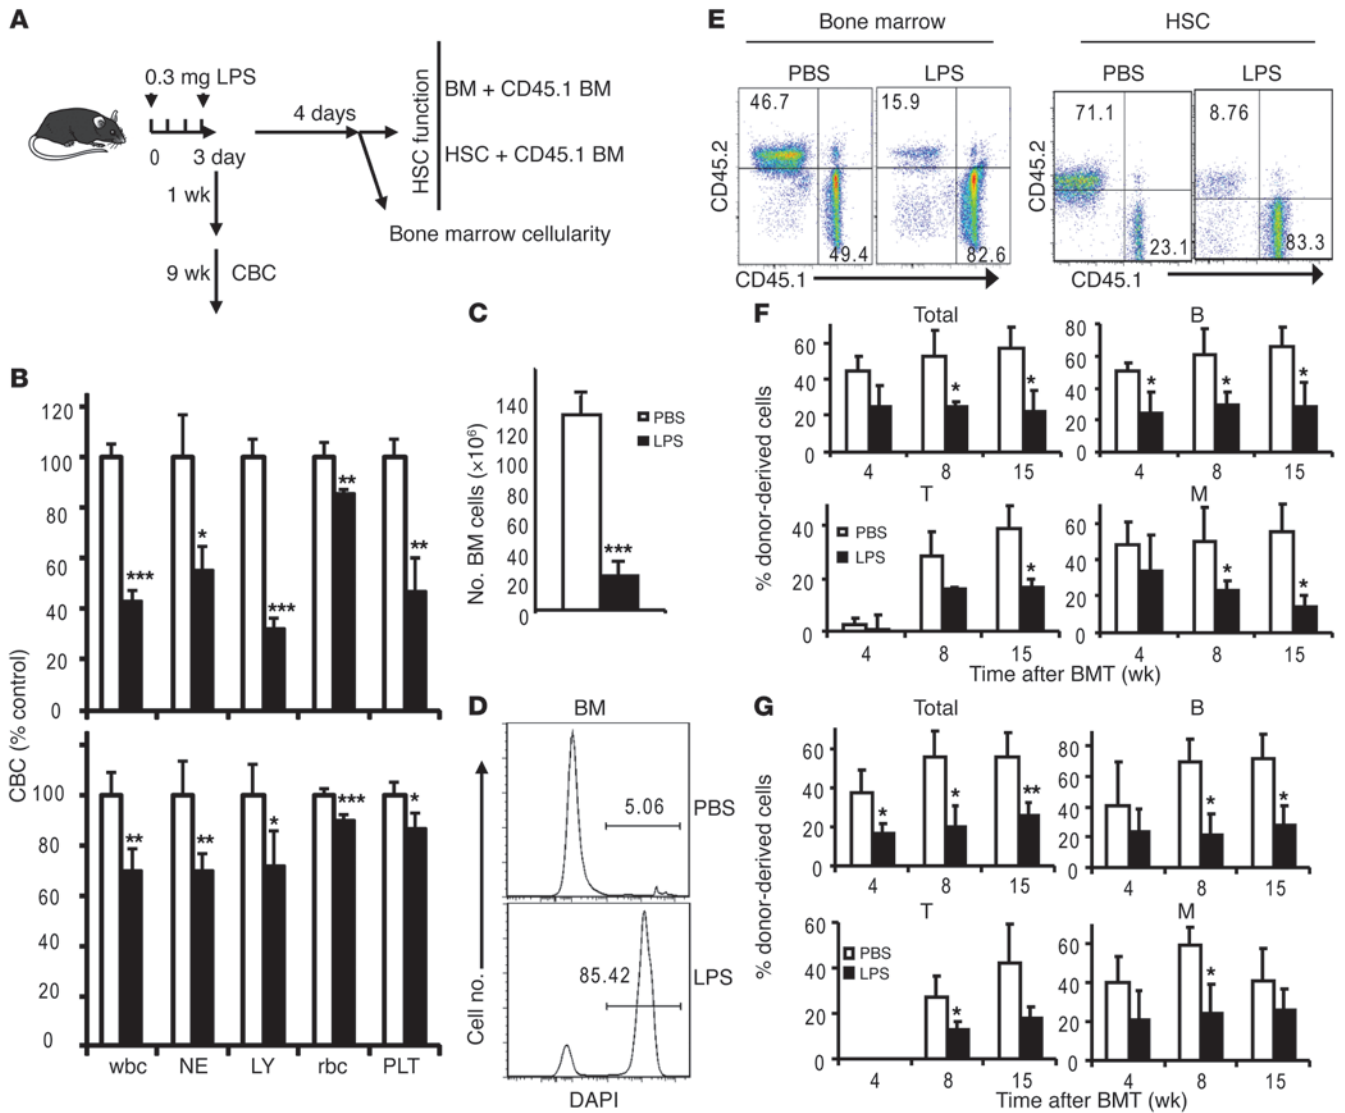 A
0.3 mg LPS
0 3 day
1 wk
9 wk CBC
4 days
HSC function
BM + CD45.1 BM
HSC + CD45.1 BM
Bone marrow cellularity
B
CBC (% control)
120
100
80
60
40
20
0
*** * *** ** **
100
80
60
40
20
0
** ** * *** *
wbc NE LY rbc PLT
C
No. BM cells (×10⁶)
140
120
100
80
60
40
20
0
***
PBS
LPS
D
BM
5.06
PBS
85.42
LPS
Cell no.
DAPI
E
Bone marrow HSC
PBS LPS PBS LPS
CD45.2
46.7 15.9
49.4 82.6
CD45.1
CD45.2
71.1 8.76
23.1 83.3
CD45.1
F
% donor-derived cells
Total
60
40
20
0
* *
4 8 15
B
80
60
40
20
0
* * *
4 8 15
T
40
20
0
PBS
LPS
*
4 8 15
M
60
40
20
0
* *
4 8 15
Time after BMT (wk)
G
% donor-derived cells
Total
60
40
20
0
* * **
4 8 15
B
80
60
40
20
0
* *
4 8 15
T
60
40
20
0
PBS
LPS
*
4 8 15
M
60
40
20
0
*
4 8 15
Time after BMT (wk)